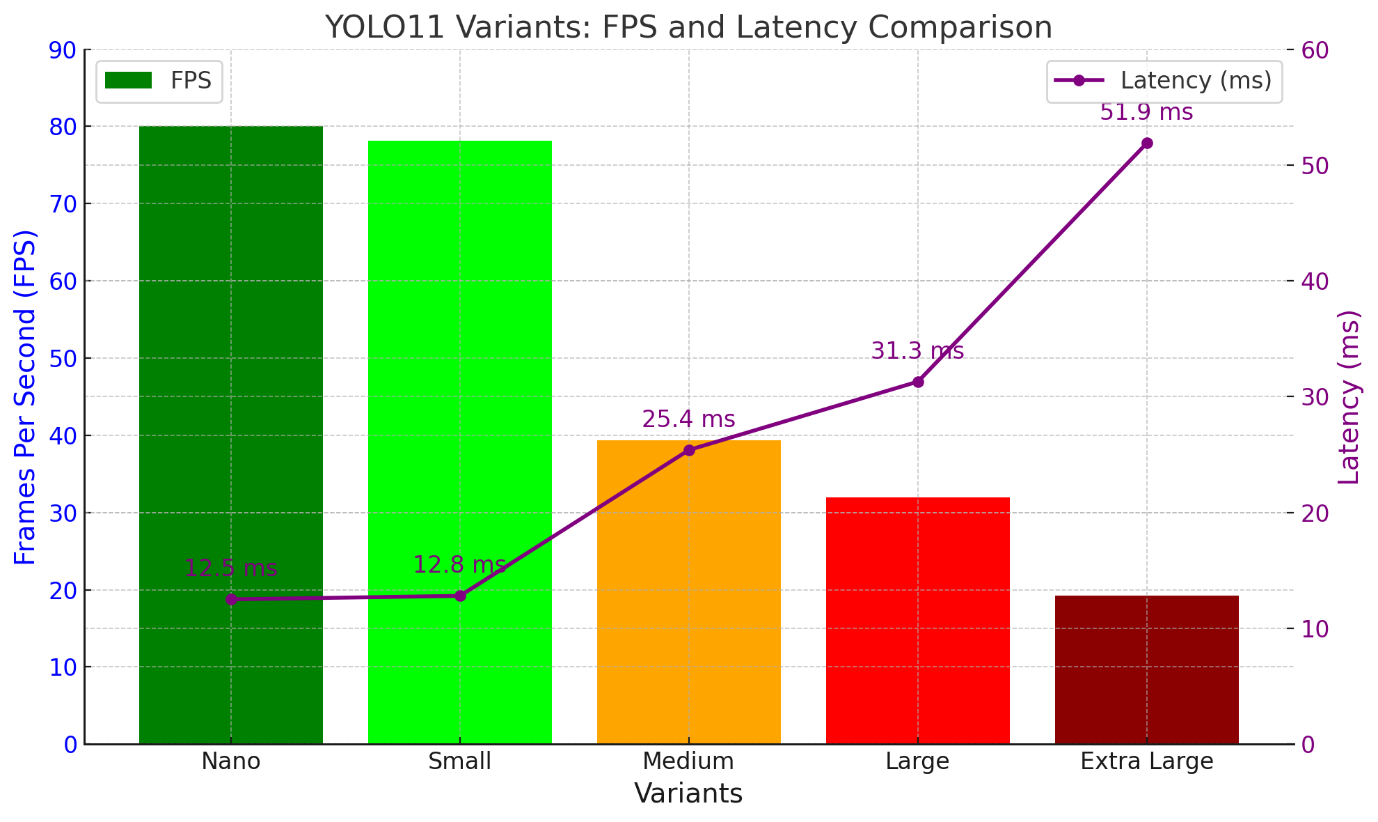 YOLO11 Variants: FPS and Latency Comparison
FPS
Latency (ms)
90
80
70
60
50
40
30
20
10
0
Frames Per Second (FPS)
12.5 ms
12.8 ms
25.4 ms
31.3 ms
51.9 ms
60
50
40
30
20
10
0
Latency (ms)
Nano
Small
Medium
Large
Extra Large
Variants